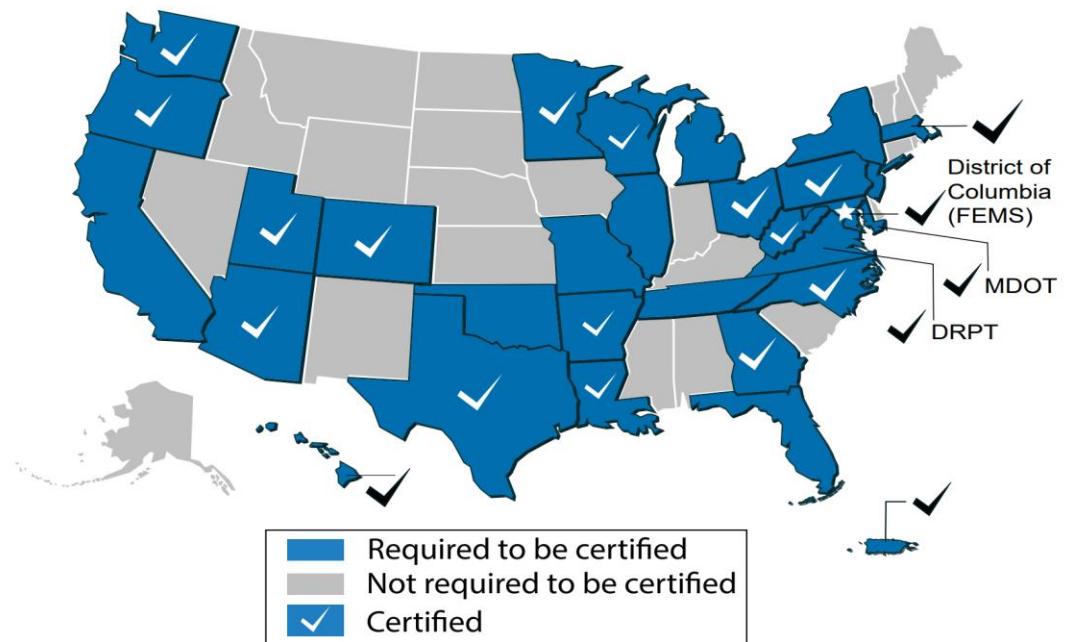 District of
Columbia
(FEMS)
MDOT
DRPT
Required to be certified
Not required to be certified
Certified